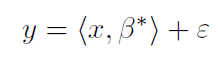 y = ⟨x, β*⟩ + ε